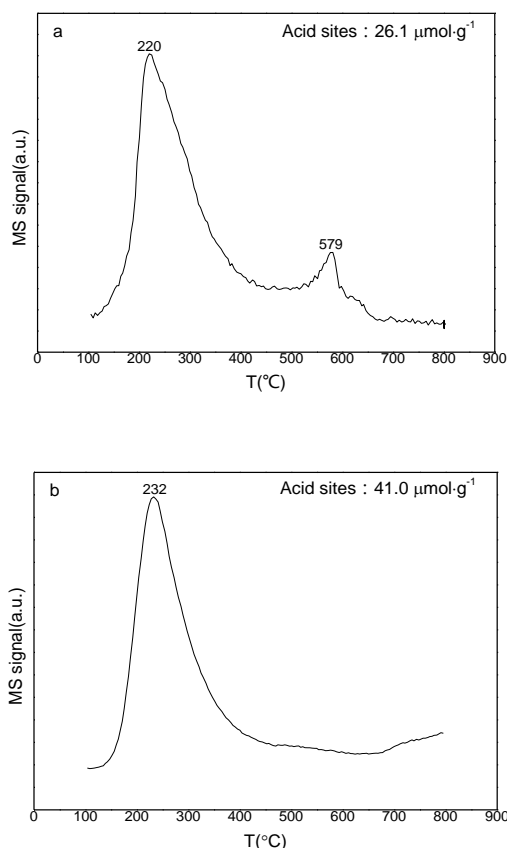 a
Acid sites : 26.1 μmol·g-1
220
579
MS signal(a.u.)
0 100 200 300 400 500 600 700 800 900
T(℃)
b
Acid sites : 41.0 μmol·g-1
232
MS signal(a.u.)
0 100 200 300 400 500 600 700 800 900
T(°C)